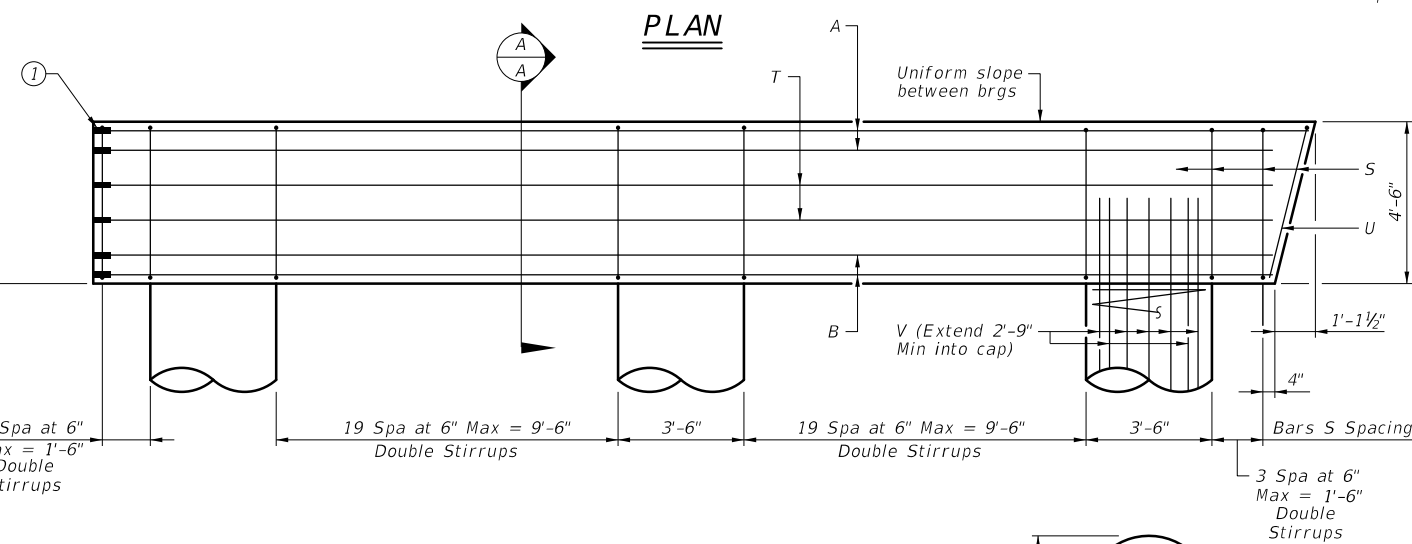 PLAN
A
A
A
1
T
Uniform slope
between brgs
S
4'-6"
U
B
V (Extend 2'-9"
Min into cap)
1'-1½"
4"
Spa at 6"
= 1'-6"
Double
19 Spa at 6" Max = 9'-6"
Double Stirrups
3'-6"
19 Spa at 6" Max = 9'-6"
Double Stirrups
3'-6"
Bars S Spacing
3 Spa at 6"
Max = 1'-6"
Double
Stirrups